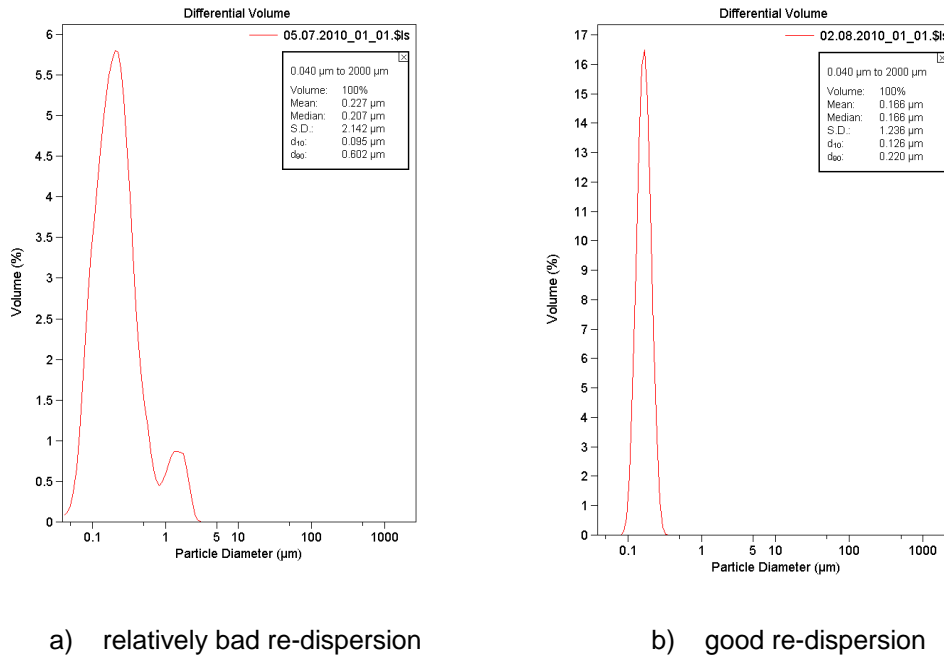 Differential Volume
05.07.2010_01_01.$ls
0.040 µm to 2000 µm
Volume: 100%
Mean: 0.227 µm
Median: 0.207 µm
S.D.: 2.142 µm
d₁₀: 0.095 µm
d₉₀: 0.602 µm
6
5.5
5
4.5
4
3.5
3
2.5
2
1.5
1
0.5
0
Volume (%)
0.1 1 5 10 100 1000
Particle Diameter (µm)
a) relatively bad re-dispersion
Differential Volume
02.08.2010_01_01.$ls
0.040 µm to 2000 µm
Volume: 100%
Mean: 0.166 µm
Median: 0.166 µm
S.D.: 1.236 µm
d₁₀: 0.126 µm
d₉₀: 0.220 µm
17
16
15
14
13
12
11
10
9
8
7
6
5
4
3
2
1
0
Volume (%)
0.1 1 5 10 100 1000
Particle Diameter (µm)
b) good re-dispersion